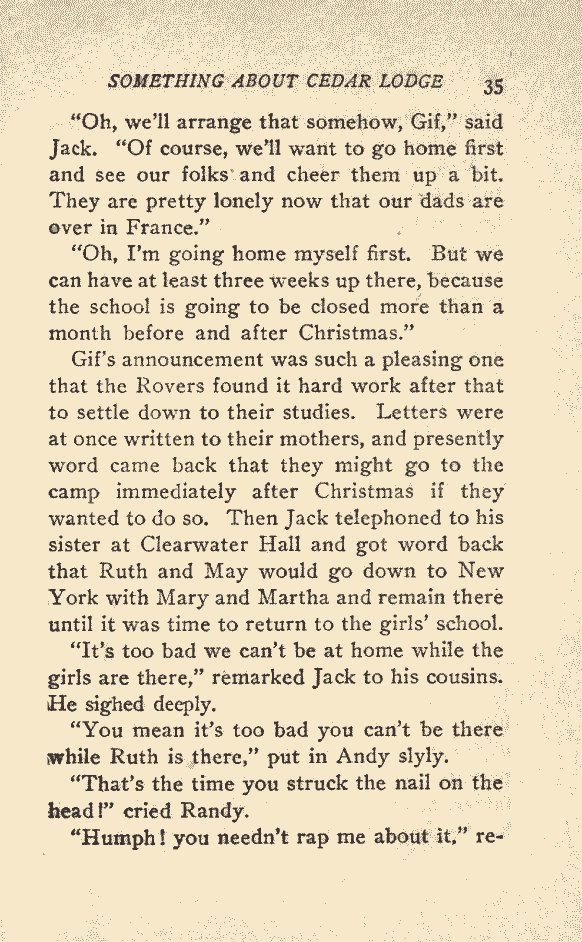 SOMETHING ABOUT CEDAR LODGE 35
“Oh, we’ll arrange that somehow, Gif,” said
Jack. “Of course, we’ll want to go home first
and see our folks and cheer them up a bit.
They are pretty lonely now that our dads are
over in France.”
“Oh, I’m going home myself first. But we
can have at least three weeks up there, because
the school is going to be closed more than a
month before and after Christmas.”
Gif’s announcement was such a pleasing one
that the Rovers found it hard work after that
to settle down to their studies. Letters were
at once written to their mothers, and presently
word came back that they might go to the
camp immediately after Christmas if they
wanted to do so. Then Jack telephoned to his
sister at Clearwater Hall and got word back
that Ruth and May would go down to New
York with Mary and Martha and remain there
until it was time to return to the girls’ school.
“It’s too bad we can’t be at home while the
girls are there,” remarked Jack to his cousins.
He sighed deeply.
“You mean it’s too bad you can’t be there
while Ruth is there,” put in Andy slyly.
“That’s the time you struck the nail on the
head!” cried Randy.
“Humph! you needn’t rap me about it,” re-